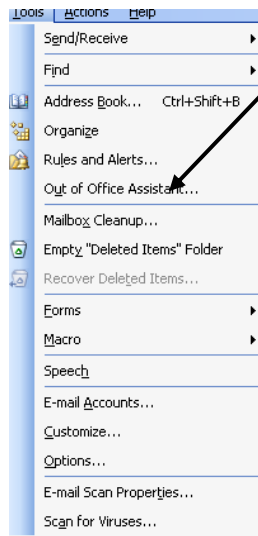 Tools Actions Help
Send/Receive
Find
Address Book... Ctrl+Shift+B
Organize
Rules and Alerts...
Out of Office Assistant...
Mailbox Cleanup...
Empty "Deleted Items" Folder
Recover Deleted Items...
Forms
Macro
Speech
E-mail Accounts...
Customize...
Options...
E-mail Scan Properties...
Scan for Viruses...